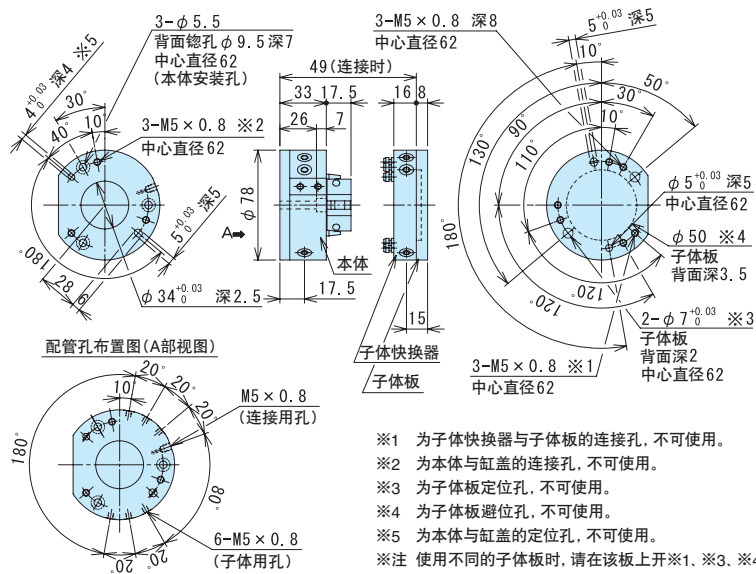 3-φ5.5
背面锪孔φ9.5深7
中心直径62
(本体安装孔)
4 +0.03 0 深4 ※5
30°
40°
10°
3-M5×0.8 ※2
中心直径62
5 +0.03 0 深5
180°
28
9
φ34 +0.03 0 深2.5
49(连接时)
33
17.5
26
7
φ78
A
本体
17.5
16
8
15
子体快换器
子体板
3-M5×0.8 深8
中心直径62
5 +0.03 0 深5
10°
50°
30°
10°
90°
130°
110°
180°
120°
120°
φ5 +0.03 0 深5
中心直径62
φ50 ※4
子体板
背面深3.5
2-φ7 +0.03 0 ※3
子体板
背面深2
中心直径62
3-M5×0.8 ※1
中心直径62
配管孔布置图(A部视图)
20°
20°
20°
10°
M5×0.8
(连接用孔)
180°
80°
6-M5×0.8
(子体用孔)
20°
20°
※1 为子体快换器与子体板的连接孔,不可使用。
※2 为本体与缸盖的连接孔,不可使用。
※3 为子体板定位孔,不可使用。
※4 为子体板避位孔,不可使用。
※5 为本体与缸盖的定位孔,不可使用。
※注 使用不同的子体板时,请在该板上开※1、※3、※4